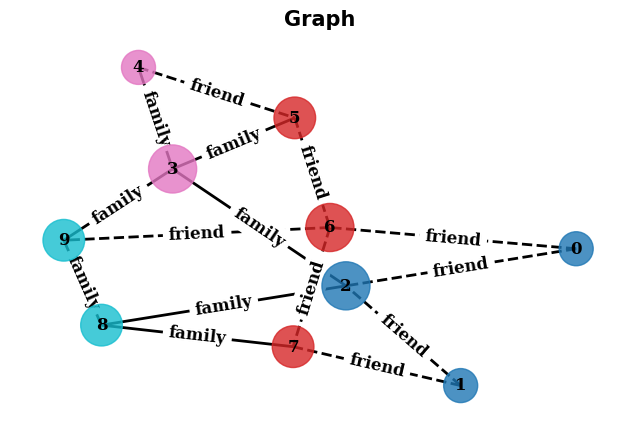 Graph
4
friend
5
family
family
3
friend
family
family
6
9
friend
friend
0
friend
family
friend
2
family
8
family
7
friend
friend
1